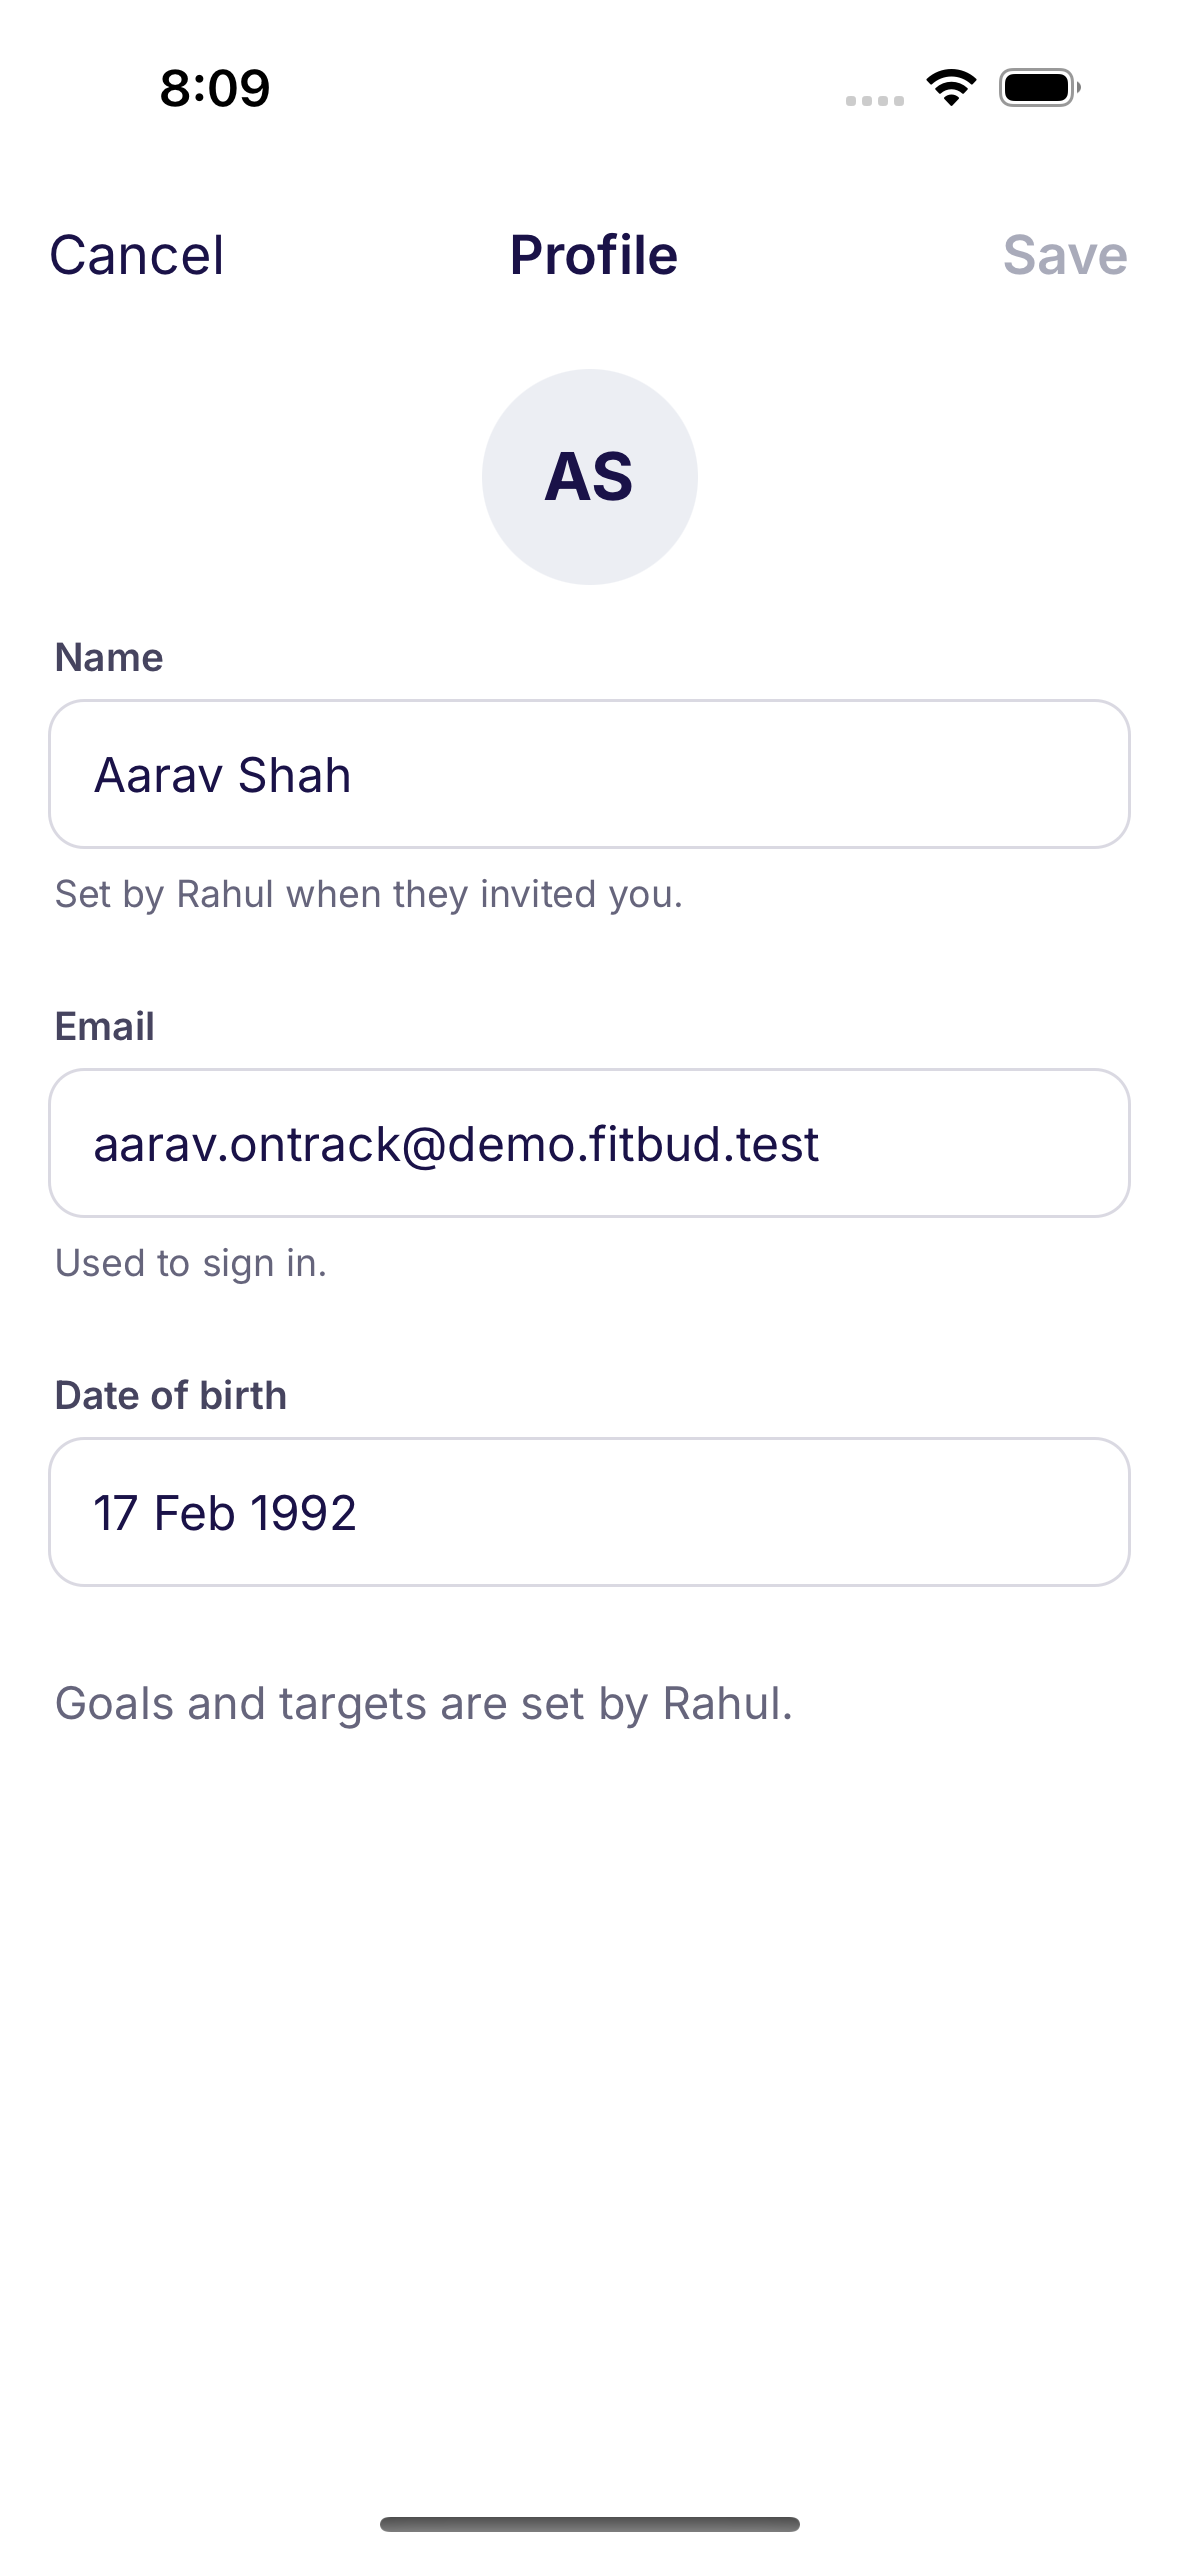 8:09
Cancel
Profile
Save
AS
Name
Aarav Shah
Set by Rahul when they invited you.
Email
aarav.ontrack@demo.fitbud.test
Used to sign in.
Date of birth
17 Feb 1992
Goals and targets are set by Rahul.